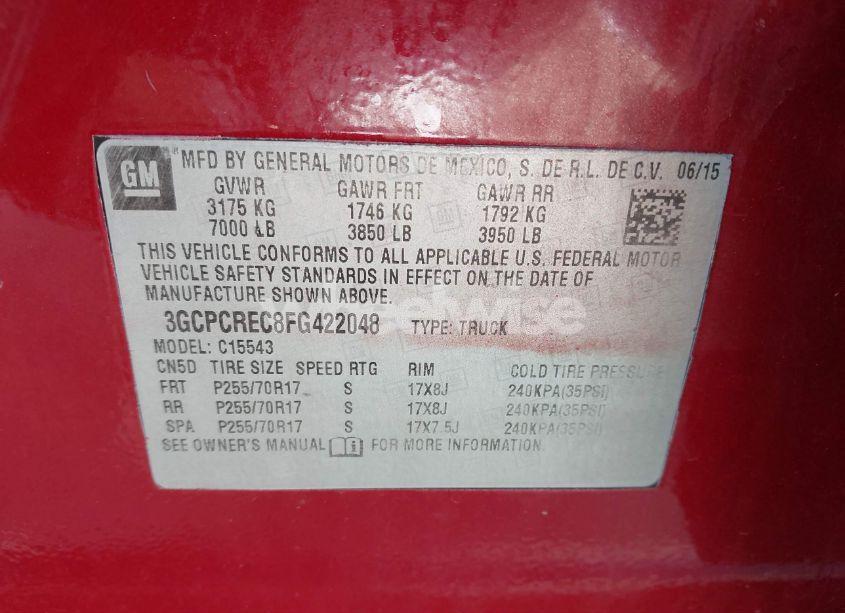 GM MFD BY GENERAL MOTORS DE MEXICO, S. DE R.L. DE C.V. 06/15
GVWR GAWR FRT GAWR RR
3175 KG 1746 KG 1792 KG
7000 LB 3850 LB 3950 LB
THIS VEHICLE CONFORMS TO ALL APPLICABLE U.S. FEDERAL MOTOR
VEHICLE SAFETY STANDARDS IN EFFECT ON THE DATE OF
MANUFACTURE SHOWN ABOVE.
3GCPCREC8FG422048 TYPE: TRUCK
MODEL: C15543
CN5D TIRE SIZE SPEED RTG RIM COLD TIRE PRESSURE
FRT P255/70R17 S 17X8J 240KPA(35PSI)
RR P255/70R17 S 17X8J 240KPA(35PSI)
SPA P255/70R17 S 17X7.5J 240KPA(35PSI)
SEE OWNER'S MANUAL FOR MORE INFORMATION.